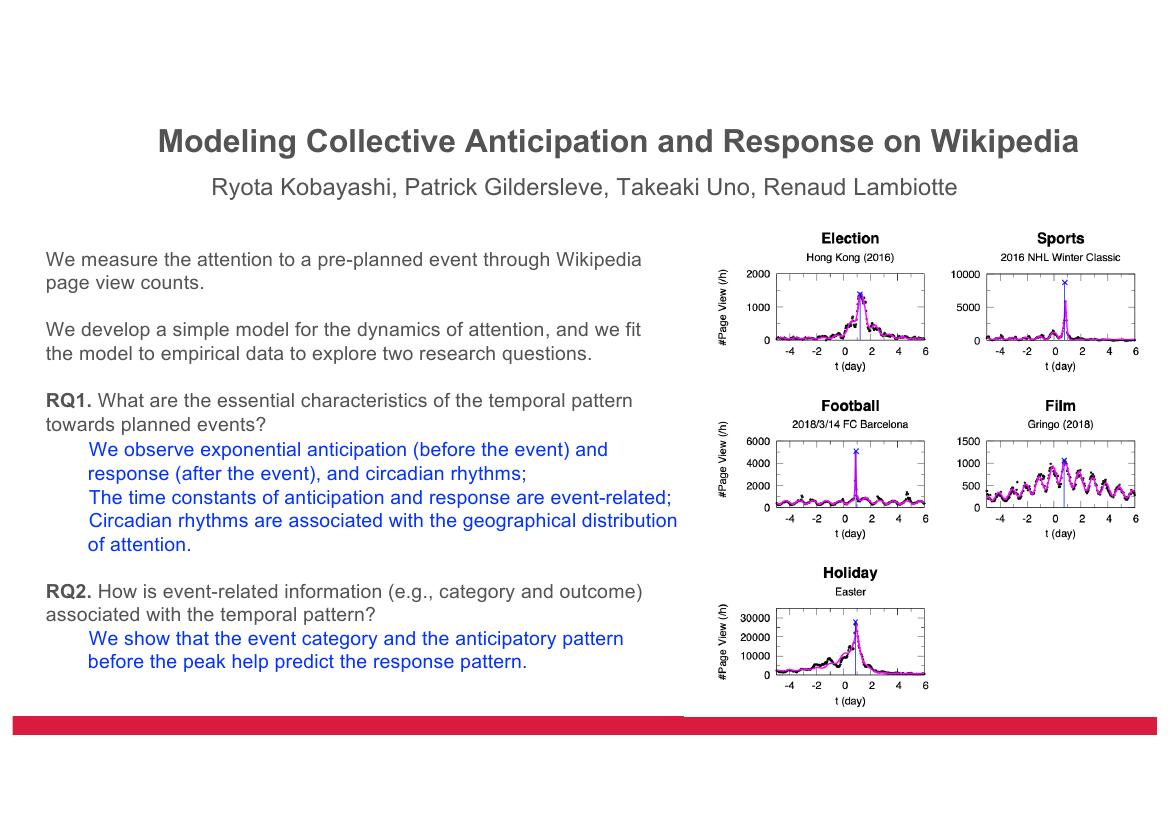 Modeling Collective Anticipation and Response on Wikipedia
Ryota Kobayashi, Patrick Gildersleve, Takeaki Uno, Renaud Lambiotte
We measure the attention to a pre-planned event through Wikipedia
page view counts.
We develop a simple model for the dynamics of attention, and we fit
the model to empirical data to explore two research questions.
RQ1. What are the essential characteristics of the temporal pattern
towards planned events?
We observe exponential anticipation (before the event) and
response (after the event), and circadian rhythms;
The time constants of anticipation and response are event-related;
Circadian rhythms are associated with the geographical distribution
of attention.
RQ2. How is event-related information (e.g., category and outcome)
associated with the temporal pattern?
We show that the event category and the anticipatory pattern
before the peak help predict the response pattern.
Election
Hong Kong (2016)
#Page View (/h)
2000
1000
0
-4 -2 0 2 4 6
t (day)
Sports
2016 NHL Winter Classic
10000
5000
0
-4 -2 0 2 4 6
t (day)
Football
2018/3/14 FC Barcelona
#Page View (/h)
6000
4000
2000
0
-4 -2 0 2 4 6
t (day)
Film
Gringo (2018)
1500
1000
500
0
-4 -2 0 2 4 6
t (day)
Holiday
Easter
#Page View (/h)
30000
20000
10000
0
-4 -2 0 2 4 6
t (day)